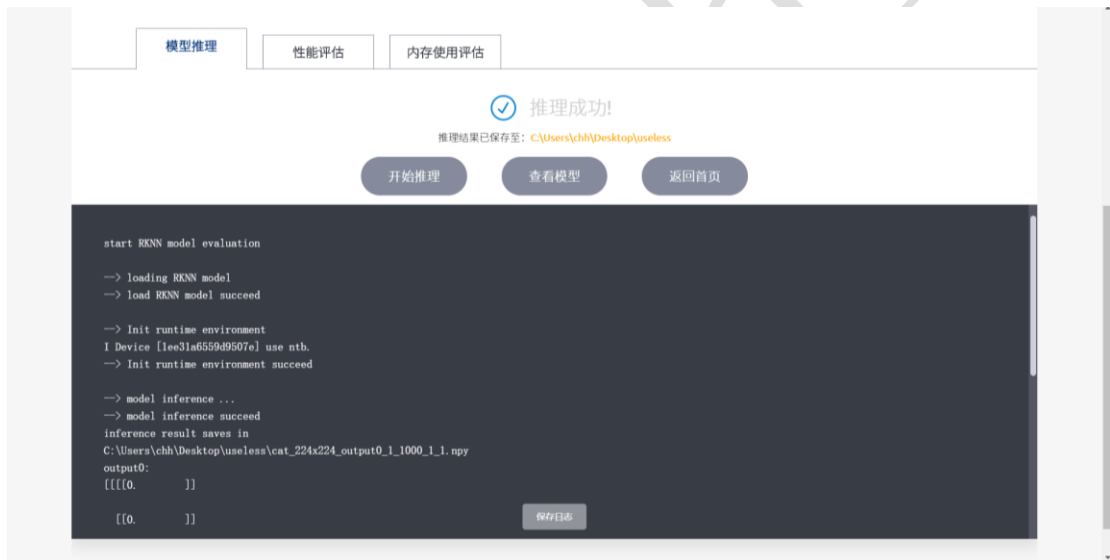 模型推理 性能评估 内存使用评估
推理成功!
推理结果已保存至：C:\Users\chh\Desktop\useless
开始推理 查看模型 返回首页
start RKNN model evaluation
--> loading RKNN model
--> load RKNN model succeed
--> Init runtime environment
I Device [1ee31a6559d9507e] use ntb.
--> Init runtime environment succeed
--> model inference ...
--> model inference succeed
inference result saves in
C:\Users\chh\Desktop\useless\cat_224x224_output0_1_1000_1_1.npy
output0:
[[[[0.        ]]
[[0.        ]]
保存日志